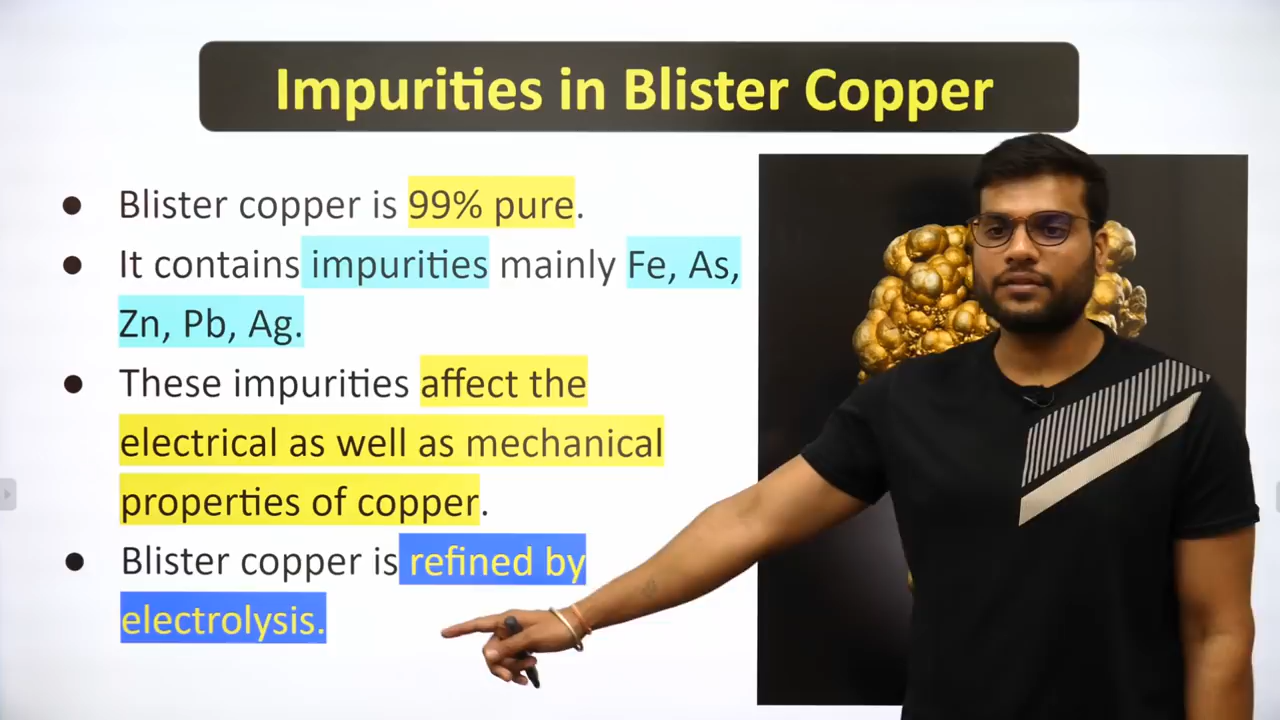 Impurities in Blister Copper
● Blister copper is 99% pure.
● It contains impurities mainly Fe, As,
Zn, Pb, Ag.
● These impurities affect the
electrical as well as mechanical
properties of copper.
● Blister copper is refined by
electrolysis.